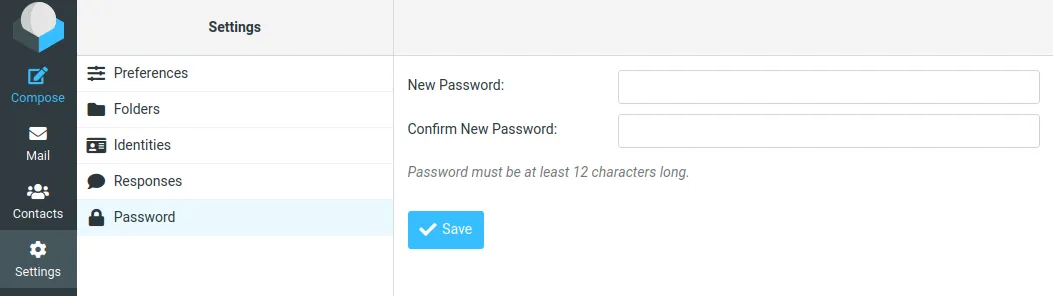 Compose
Mail
Contacts
Settings
Settings
Preferences
Folders
Identities
Responses
Password
New Password:
Confirm New Password:
Password must be at least 12 characters long.
Save